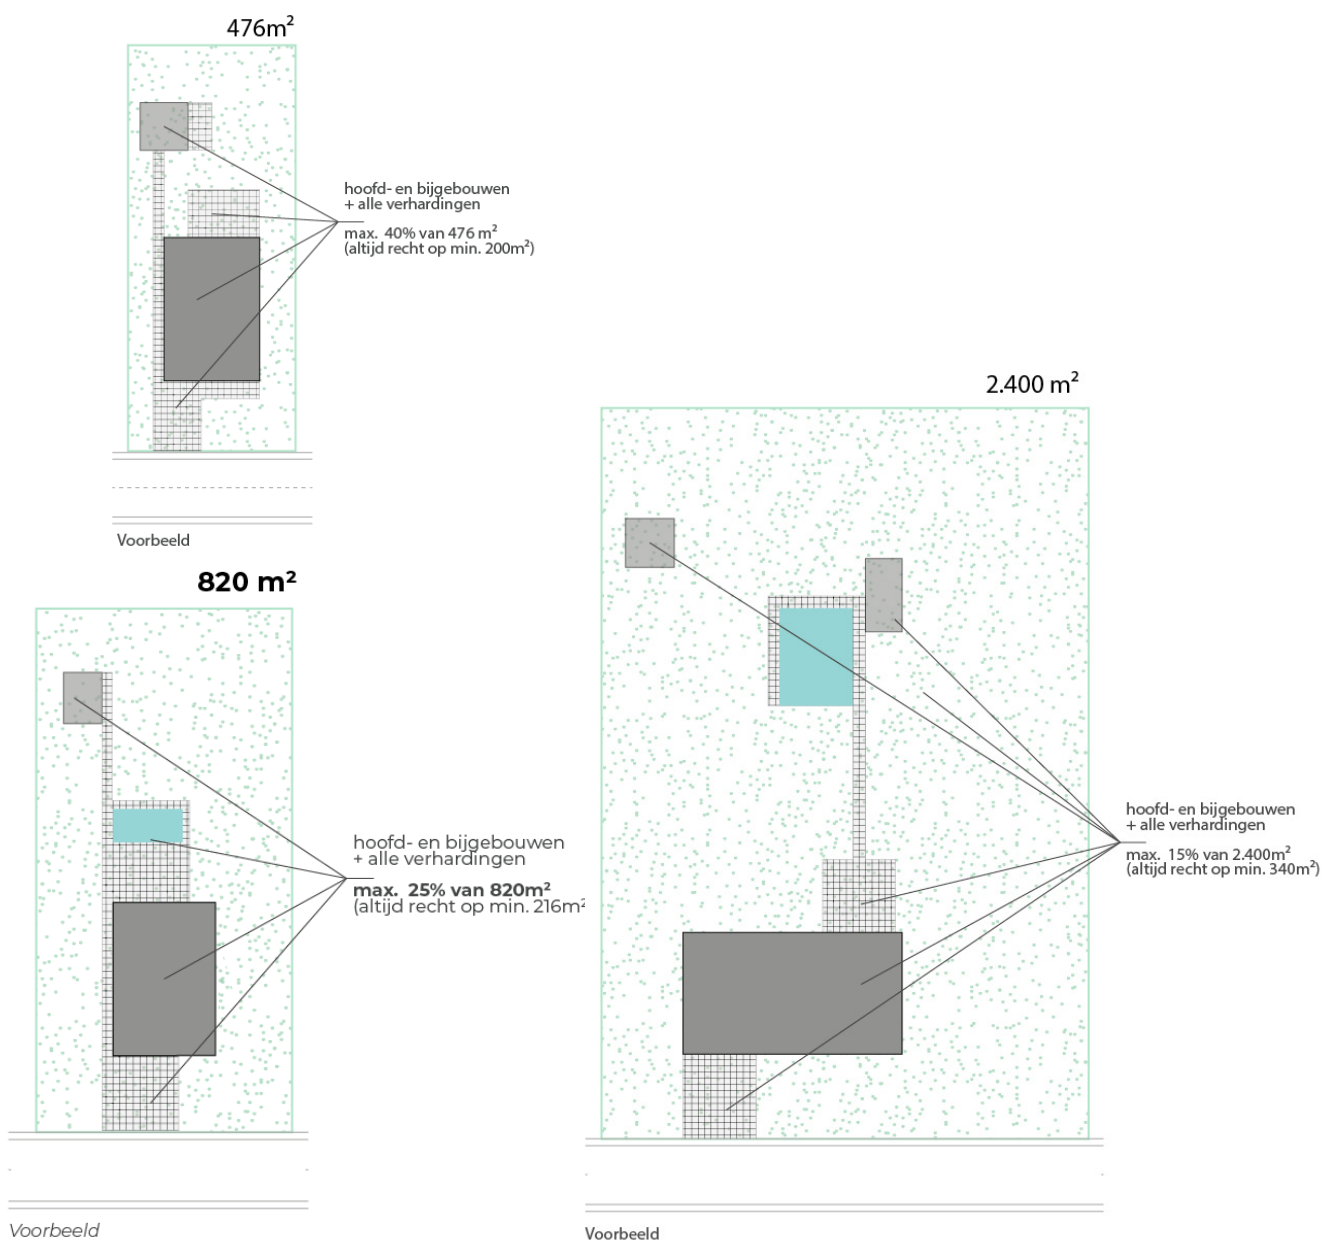 476m²
hoofd- en bijgebouwen
+ alle verhardingen
max. 40% van 476 m²
(altijd recht op min. 200m²)
Voorbeeld
820 m²
hoofd- en bijgebouwen
+ alle verhardingen
max. 25% van 820m²
(altijd recht op min. 216m²
Voorbeeld
2.400 m²
hoofd- en bijgebouwen
+ alle verhardingen
max. 15% van 2.400m²
(altijd recht op min. 340m²)
Voorbeeld